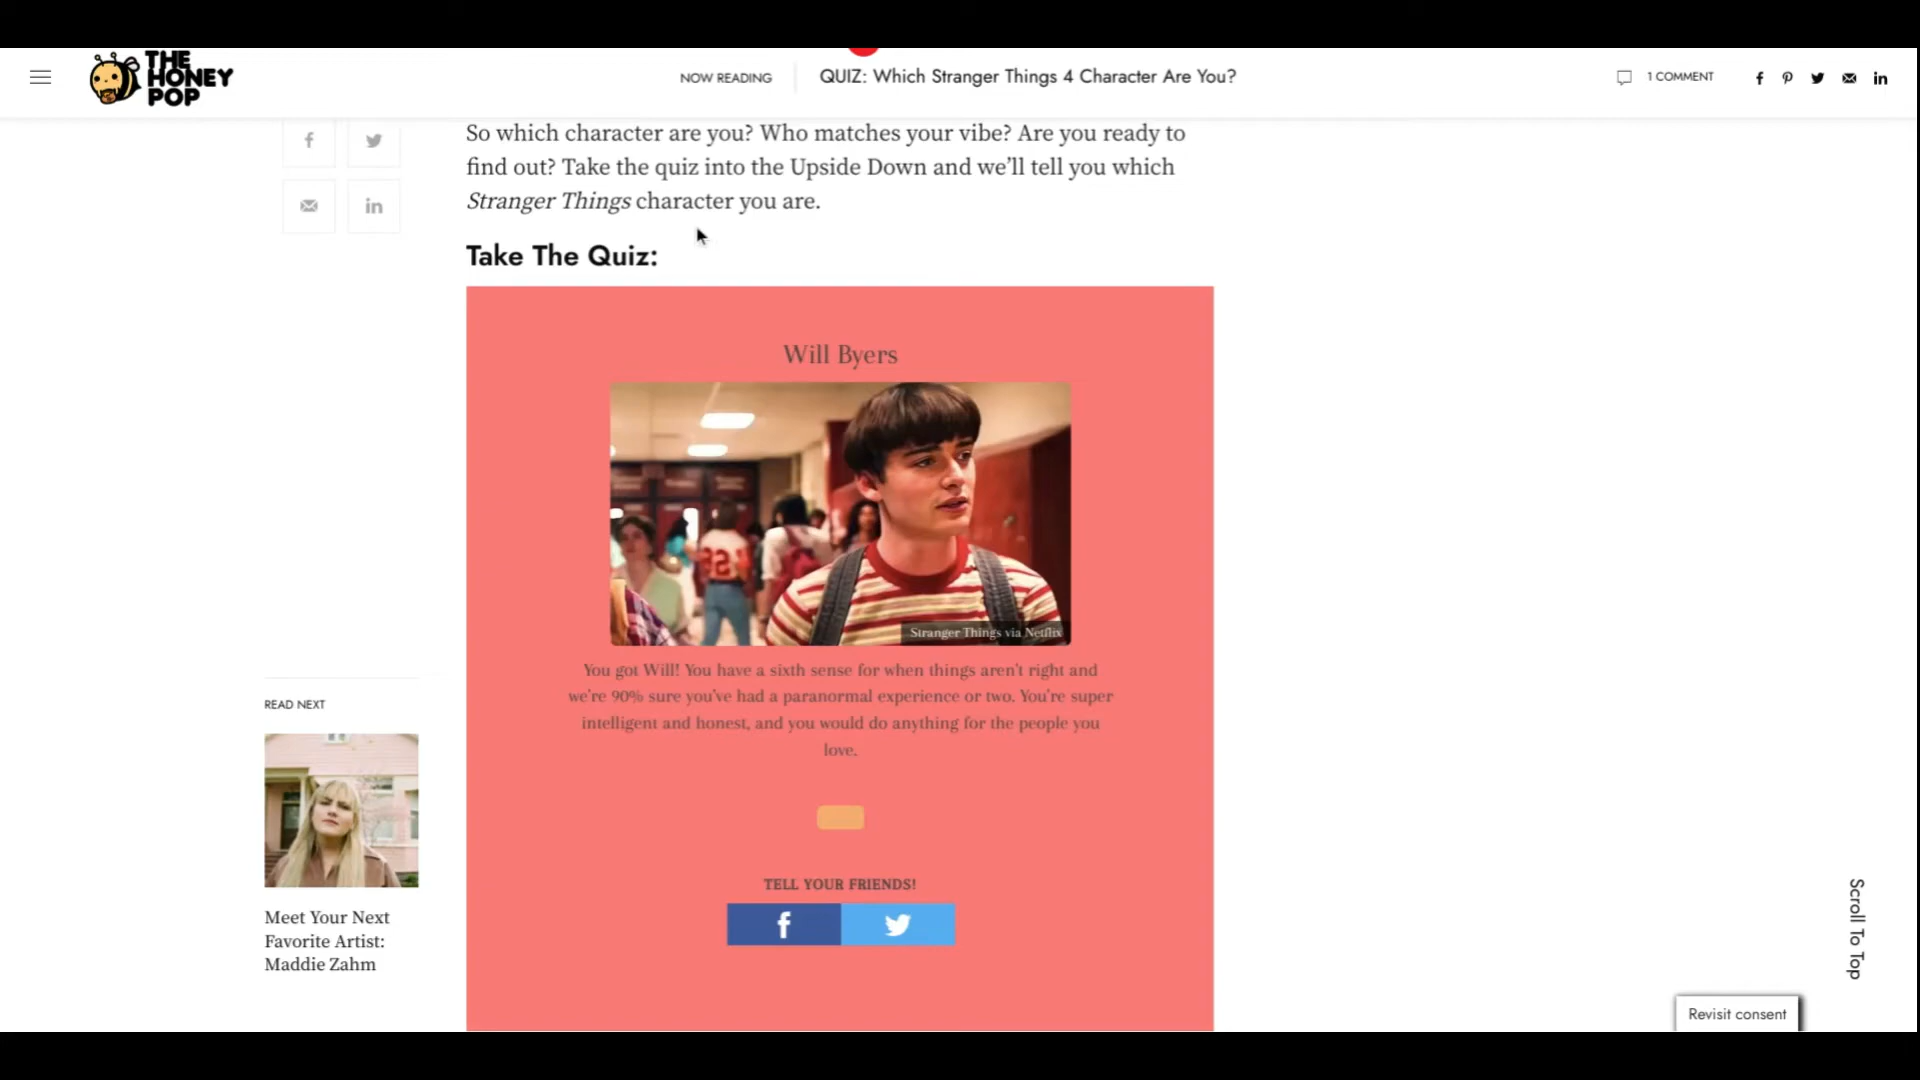 THE
HONEY
POP
NOW READING
QUIZ: Which Stranger Things 4 Character Are You?
1 COMMENT
So which character are you? Who matches your vibe? Are you ready to
find out? Take the quiz into the Upside Down and we’ll tell you which
Stranger Things character you are.
Take The Quiz:
Will Byers
32
Stranger Things via Netflix
You got Will! You have a sixth sense for when things aren't right and
we're 90% sure you've had a paranormal experience or two. You're super
intelligent and honest, and you would do anything for the people you
love.
TELL YOUR FRIENDS!
READ NEXT
Meet Your Next
Favorite Artist:
Maddie Zahm
Scroll To Top
Revisit consent